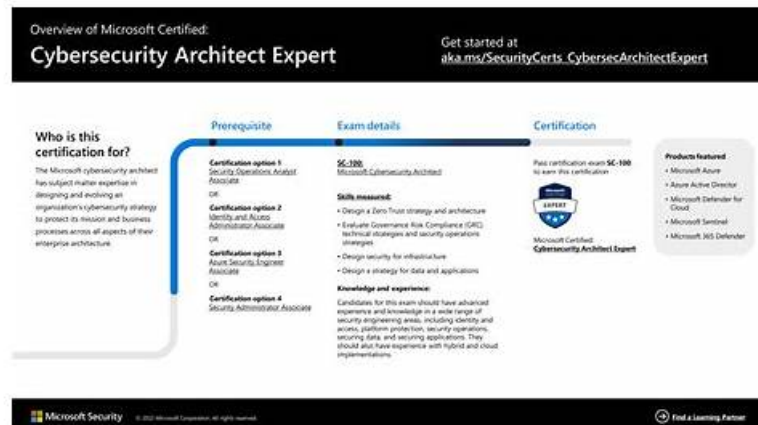 Overview of Microsoft Certified:
Cybersecurity Architect Expert
Get started at
aka.ms/SecurityCerts_CybersecArchitectExpert
Who is this
certification for?
The Microsoft cybersecurity architect
has subject matter expertise in
designing and evolving an
organization's cybersecurity strategy
to protect its mission and business
processes across all aspects of their
enterprise architecture.
Prerequisite
Certification option 1
Security Operations Analyst
Associate
OR
Certification option 2
Identity and Access
Administrator Associate
OR
Certification option 3
Azure Security Engineer
Associate
OR
Certification option 4
Security Administrator Associate
Exam details
SC-100:
Microsoft Cybersecurity Architect
Skills measured:
• Design a Zero Trust strategy and architecture
• Evaluate Governance Risk Compliance (GRC)
technical strategies and security operations
strategies
• Design security for infrastructure
• Design a strategy for data and applications
Knowledge and experience:
Candidates for this exam should have advanced
experience and knowledge in a wide range of
security engineering areas, including identity and
access, platform protection, security operations,
securing data, and securing applications. They
should also have experience with hybrid and cloud
implementations.
Certification
Pass certification exam SC-100
to earn this certification
EXPERT
Microsoft Certified:
Cybersecurity Architect Expert
Products featured
• Microsoft Azure
• Azure Active Director
• Microsoft Defender for
Cloud
• Microsoft Sentinel
• Microsoft 365 Defender
Microsoft Security
© 2022 Microsoft Corporation. All rights reserved.
Find a Learning Partner